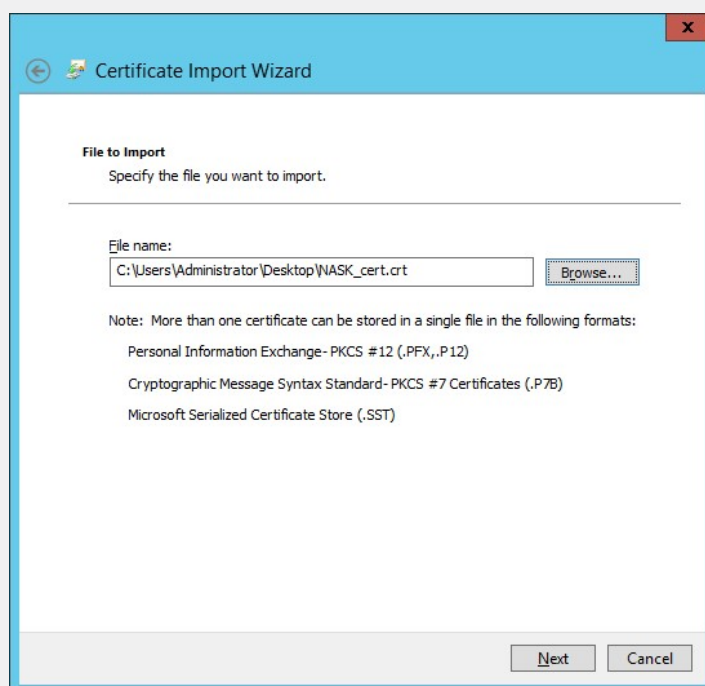 x
Certificate Import Wizard
File to Import
Specify the file you want to import.
File name:
C:\Users\Administrator\Desktop\NASK_cert.crt
Browse...
Note: More than one certificate can be stored in a single file in the following formats:
Personal Information Exchange- PKCS #12 (.PFX,.P12)
Cryptographic Message Syntax Standard- PKCS #7 Certificates (.P7B)
Microsoft Serialized Certificate Store (.SST)
Next
Cancel